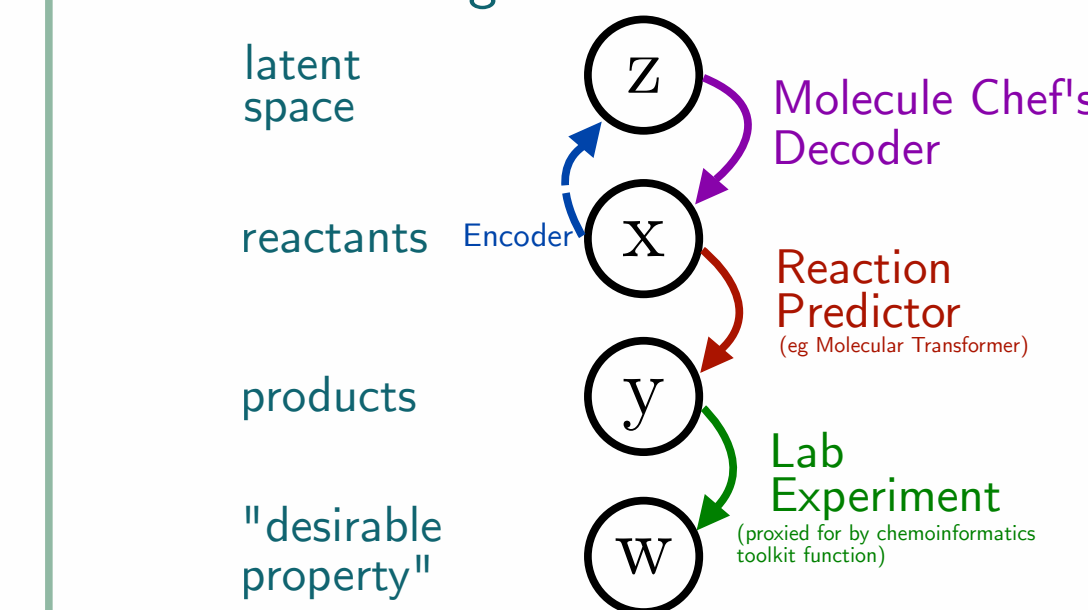 latent
space
z
Molecule Chef's
Decoder
reactants
Encoder
x
Reaction
Predictor
(eg Molecular Transformer)
products
y
Lab
Experiment
(proxied for by chemoinformatics
toolkit function)
"desirable
property"
w